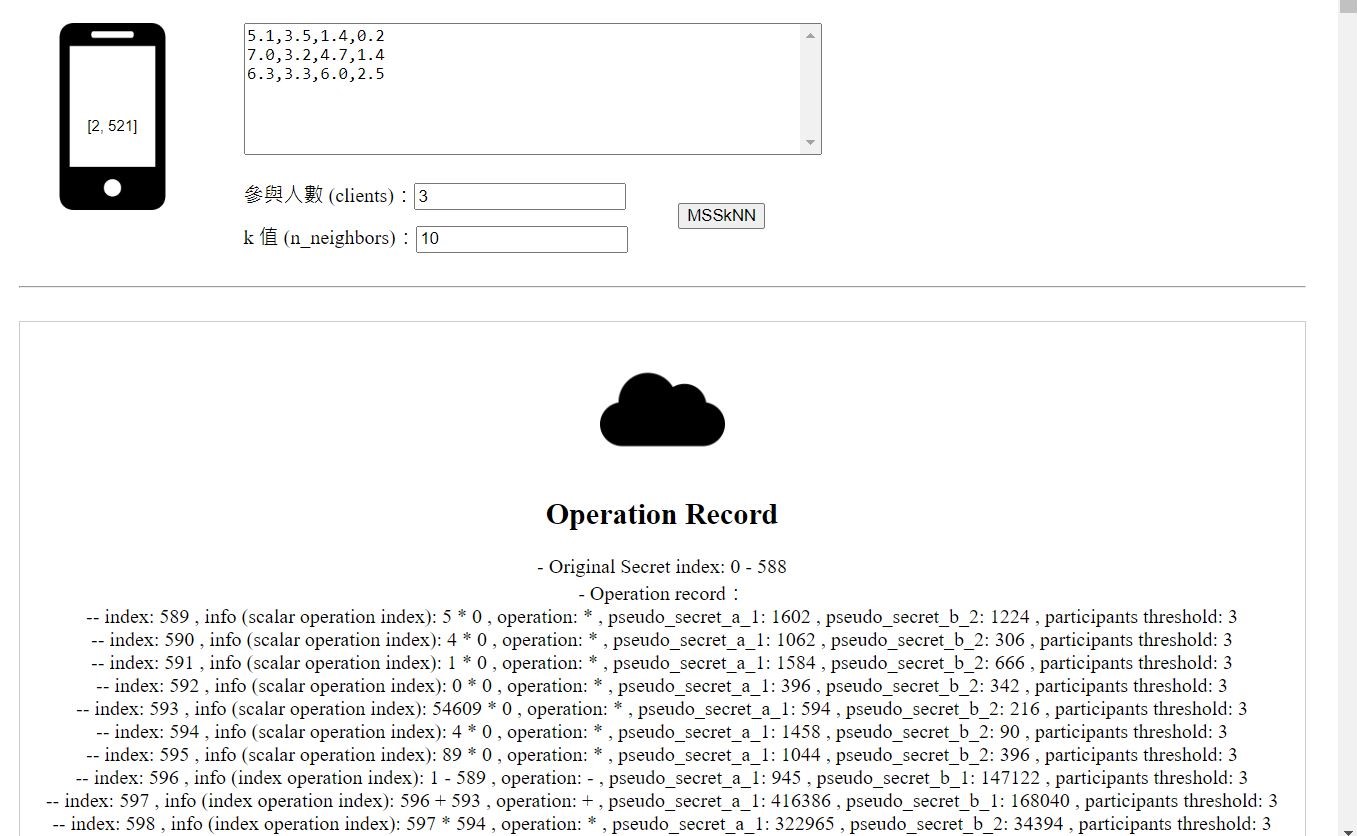 [2, 521]
5.1,3.5,1.4,0.2
7.0,3.2,4.7,1.4
6.3,3.3,6.0,2.5
參與人數 (clients)：3
k 值 (n_neighbors)：10
MSSkNN
Operation Record
- Original Secret index: 0 - 588
- Operation record：
-- index: 589 , info (scalar operation index): 5 * 0 , operation: * , pseudo_secret_a_1: 1602 , pseudo_secret_b_2: 1224 , participants threshold: 3
-- index: 590 , info (scalar operation index): 4 * 0 , operation: * , pseudo_secret_a_1: 1062 , pseudo_secret_b_2: 306 , participants threshold: 3
-- index: 591 , info (scalar operation index): 1 * 0 , operation: * , pseudo_secret_a_1: 1584 , pseudo_secret_b_2: 666 , participants threshold: 3
-- index: 592 , info (scalar operation index): 0 * 0 , operation: * , pseudo_secret_a_1: 396 , pseudo_secret_b_2: 342 , participants threshold: 3
-- index: 593 , info (scalar operation index): 54609 * 0 , operation: * , pseudo_secret_a_1: 594 , pseudo_secret_b_2: 216 , participants threshold: 3
-- index: 594 , info (scalar operation index): 4 * 0 , operation: * , pseudo_secret_a_1: 1458 , pseudo_secret_b_2: 90 , participants threshold: 3
-- index: 595 , info (scalar operation index): 89 * 0 , operation: * , pseudo_secret_a_1: 1044 , pseudo_secret_b_2: 396 , participants threshold: 3
-- index: 596 , info (index operation index): 1 - 589 , operation: - , pseudo_secret_a_1: 945 , pseudo_secret_b_1: 147122 , participants threshold: 3
-- index: 597 , info (index operation index): 596 + 593 , operation: + , pseudo_secret_a_1: 416386 , pseudo_secret_b_1: 168040 , participants threshold: 3
-- index: 598 , info (index operation index): 597 * 594 , operation: * , pseudo_secret_a_1: 322965 , pseudo_secret_b_2: 34394 , participants threshold: 3